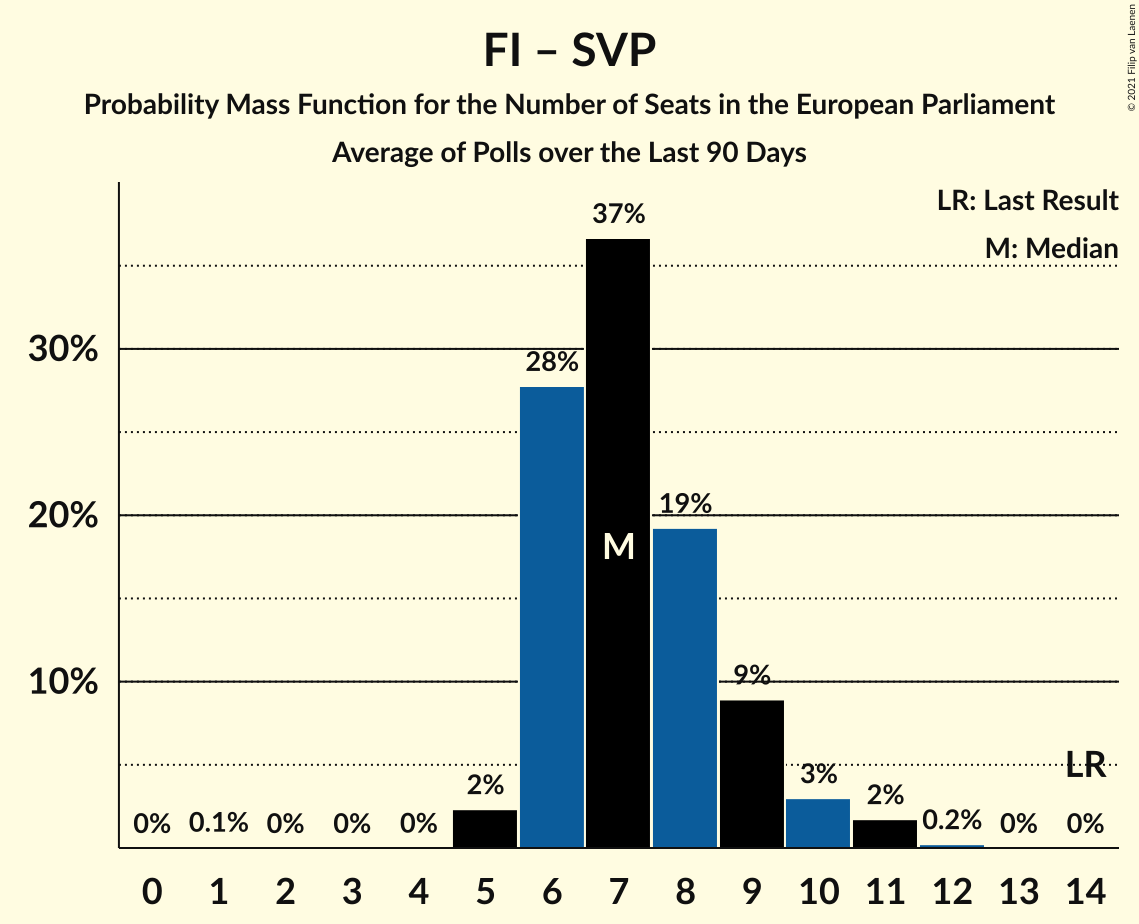 FI – SVP
Probability Mass Function for the Number of Seats in the European Parliament
Average of Polls over the Last 90 Days
© 2021 Filip van Laenen
LR: Last Result
M: Median
37%
30%
28%
20%
19%
M
10%
9%
LR
2%
3%
2%
0% 0.1% 0% 0% 0% 0.2% 0% 0%
0 1 2 3 4 5 6 7 8 9 10 11 12 13 14